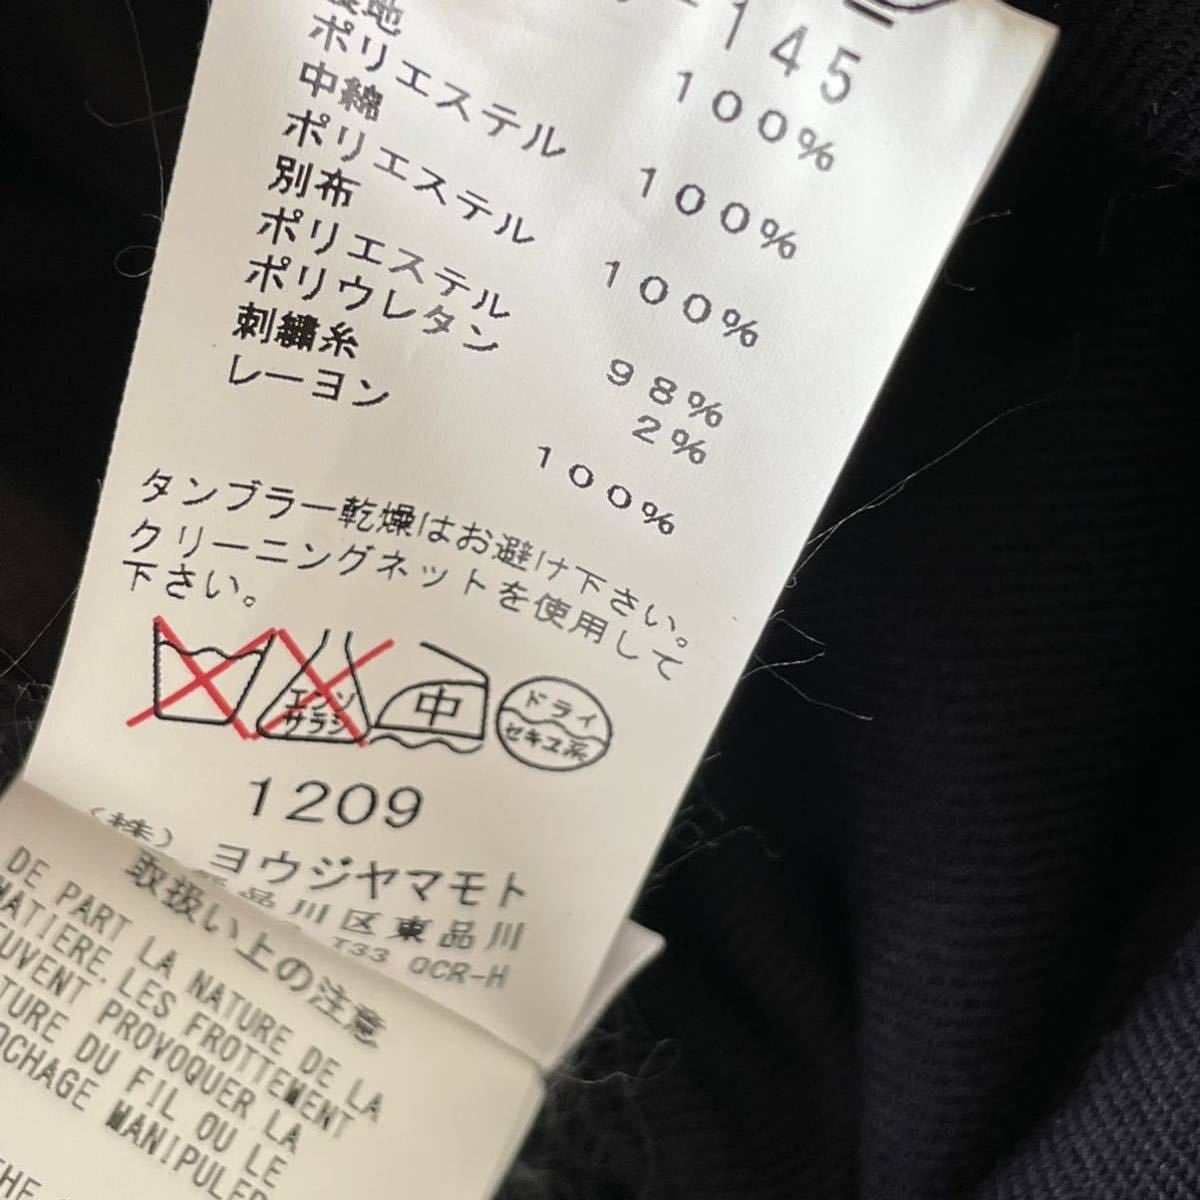 -145
地 100%
ポリエステル
中綿 100%
ポリエステル
別布 100%
ポリエステル 98%
ポリウレタン 2%
刺繍糸
レーヨン 100%
タンブラー乾燥はお避け下さい。
クリーニングネットを使用して
下さい。
エンソ
サラシ
中
ドライ
セキユ系
1209
(株) ヨウジヤマモト
品川区東品川
T33 QCR-H
取扱い上の注意
DE PART LA NATURE DE LA
MATIERE, LES FROTTEMENT
PEUVENT PROVOQUER LA
DU FIL OU LE
MANIPULER
THE